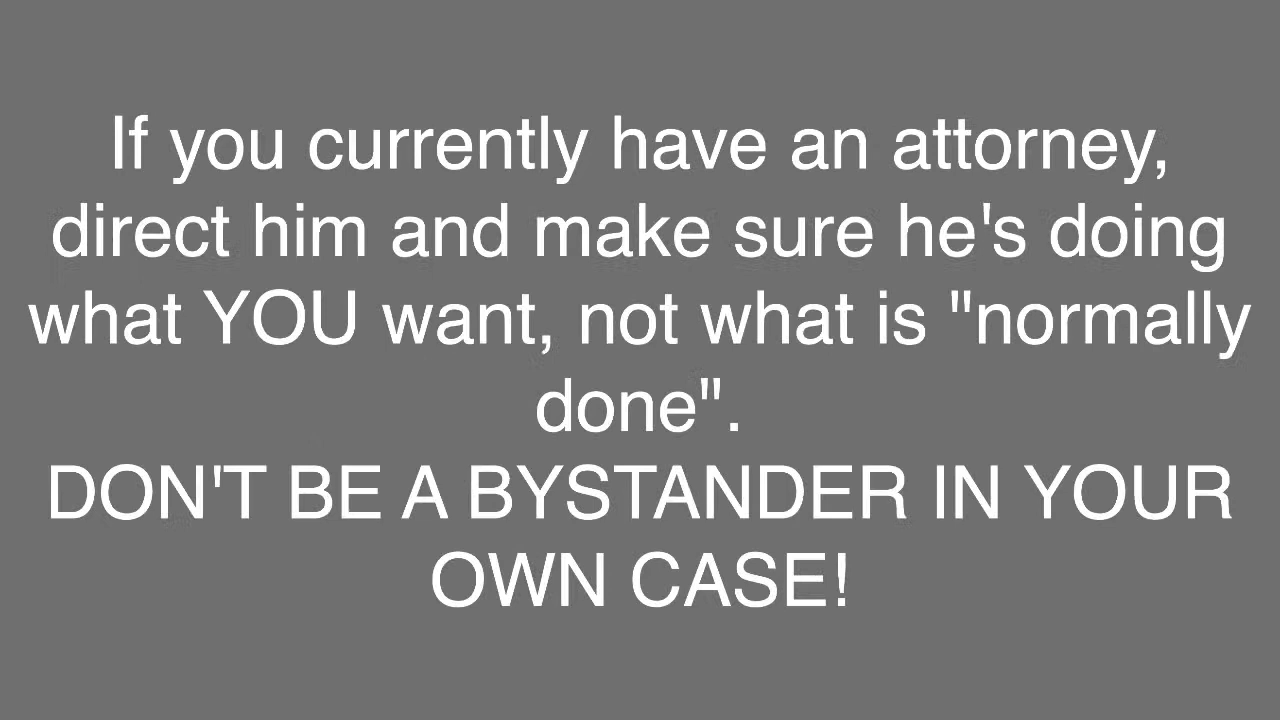 If you currently have an attorney,
direct him and make sure he's doing
what YOU want, not what is "normally
done".
DON'T BE A BYSTANDER IN YOUR
OWN CASE!